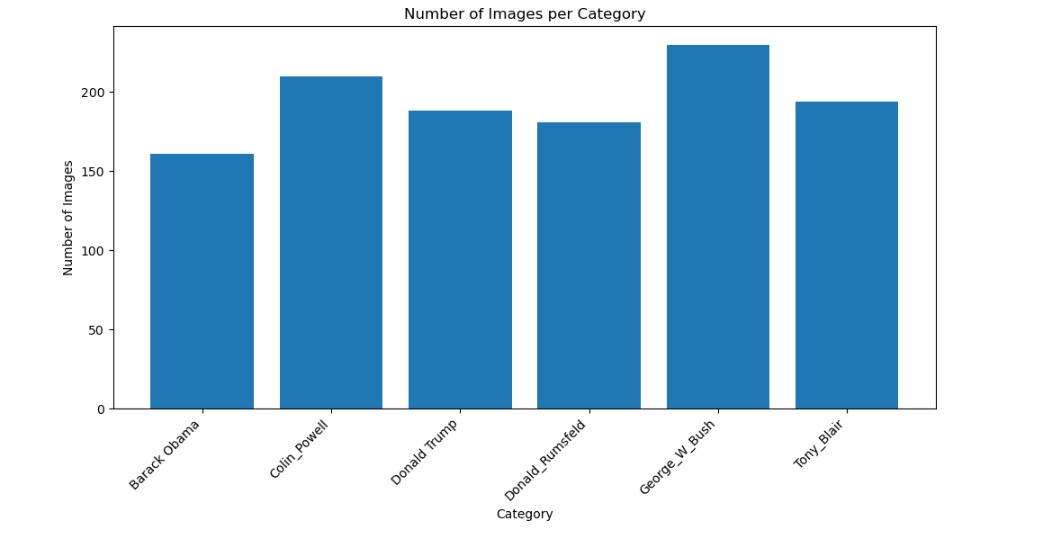 Number of Images per Category
Number of Images
200
150
100
50
0
Barack Obama
Colin_Powell
Donald Trump
Donald_Rumsfeld
George_W_Bush
Tony_Blair
Category